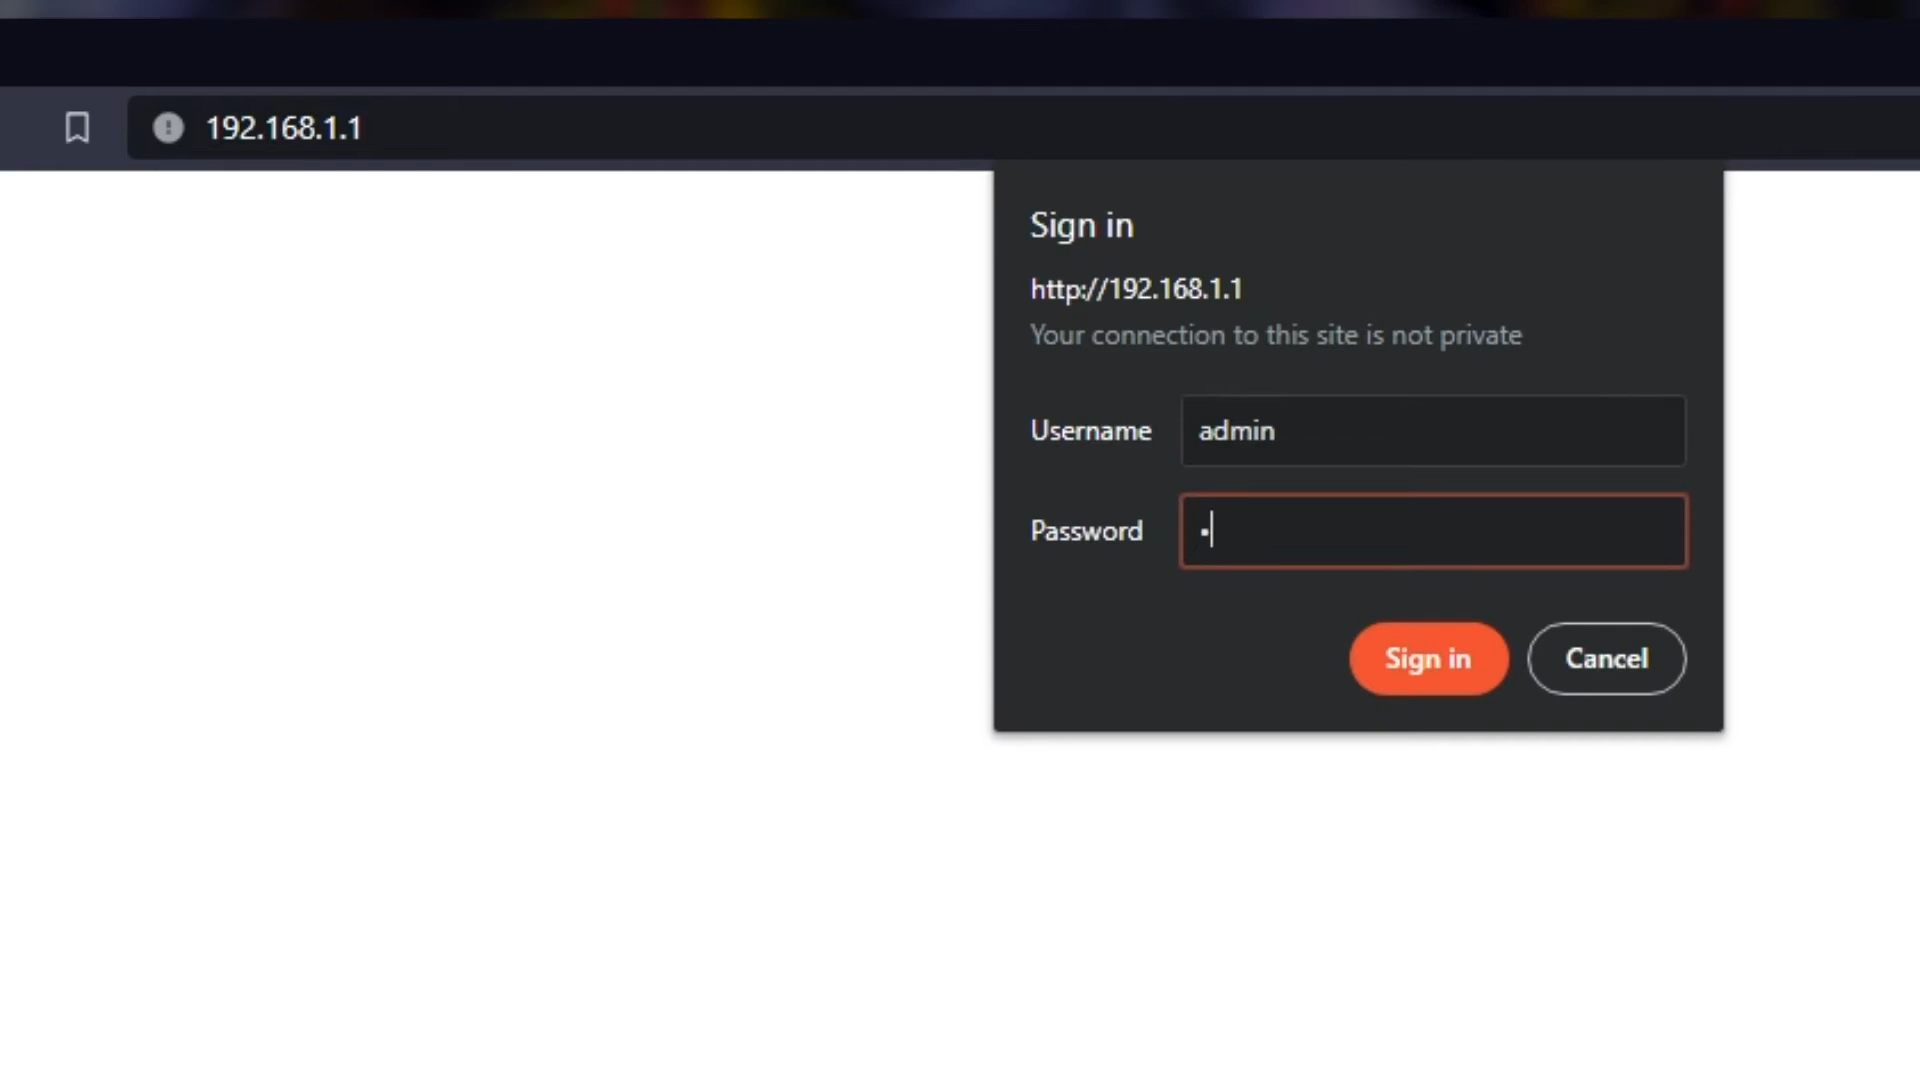 192.168.1.1
Sign in
http://192.168.1.1
Your connection to this site is not private
Username admin
Password •
Sign in Cancel